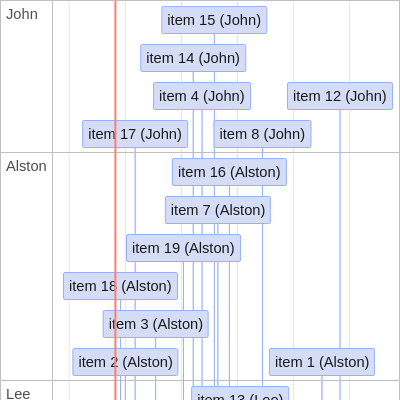 John
item 15 (John)
item 14 (John)
item 4 (John)
item 12 (John)
item 17 (John)
item 8 (John)
Alston
item 16 (Alston)
item 7 (Alston)
item 19 (Alston)
item 18 (Alston)
item 3 (Alston)
item 2 (Alston)
item 1 (Alston)
Lee
item 13 (Lee)